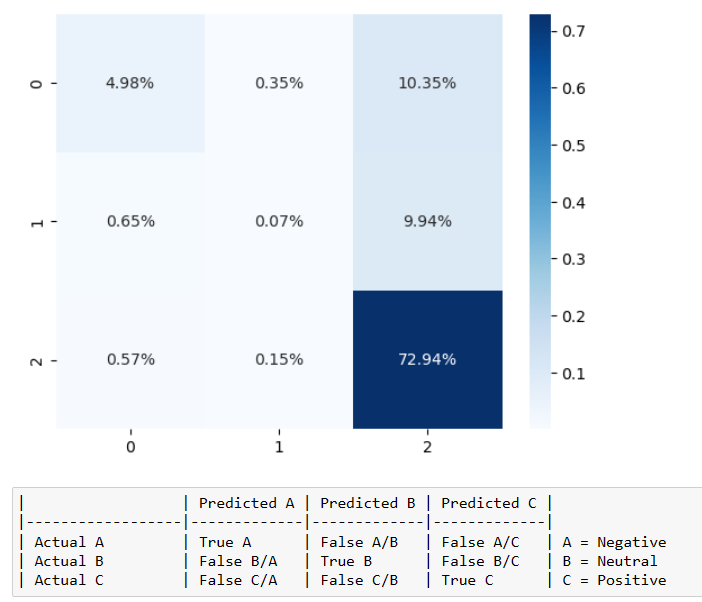 0.7
0 4.98% 0.35% 10.35% 0.6
0.5
1 0.65% 0.07% 9.94% 0.4
0.3
0.2
2 0.57% 0.15% 72.94% 0.1
0 1 2
| | Predicted A | Predicted B | Predicted C |
|------------------|-------------|-------------|-------------|
| Actual A | True A | False A/B | False A/C | A = Negative
| Actual B | False B/A | True B | False B/C | B = Neutral
| Actual C | False C/A | False C/B | True C | C = Positive